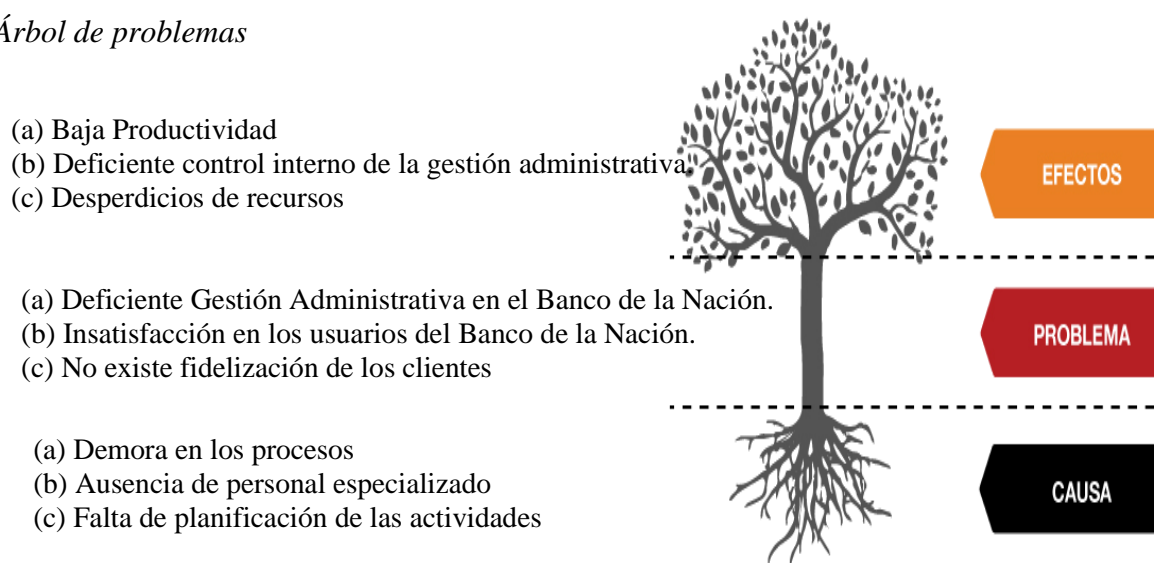 Árbol de problemas
(a) Baja Productividad
(b) Deficiente control interno de la gestión administrativa.
(c) Desperdicios de recursos
EFECTOS
(a) Deficiente Gestión Administrativa en el Banco de la Nación.
(b) Insatisfacción en los usuarios del Banco de la Nación.
(c) No existe fidelización de los clientes
PROBLEMA
(a) Demora en los procesos
(b) Ausencia de personal especializado
(c) Falta de planificación de las actividades
CAUSA